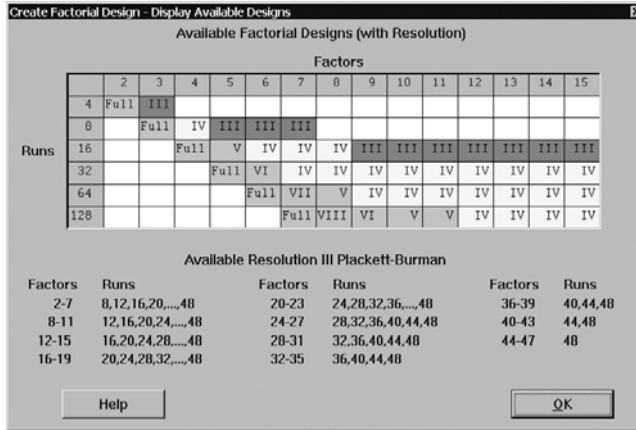 Create Factorial Design - Display Available Designs
Available Factorial Designs (with Resolution)
Factors
2 3 4 5 6 7 8 9 10 11 12 13 14 15
4 Full III
8 Full IV III III III
Runs 16 Full V IV IV IV III III III III III III III
32 Full VI IV IV IV IV IV IV IV IV IV
64 Full VII V IV IV IV IV IV IV IV
128 Full VIII VI V V IV IV IV IV
Available Resolution III Plackett-Burman
Factors Runs Factors Runs Factors Runs
2-7 8,12,16,20,...,48 20-23 24,28,32,36,...,48 36-39 40,44,48
8-11 12,16,20,24,...,48 24-27 28,32,36,40,44,48 40-43 44,48
12-15 16,20,24,28,...,48 28-31 32,36,40,44,48 44-47 48
16-19 20,24,28,32,...,48 32-35 36,40,44,48
Help OK